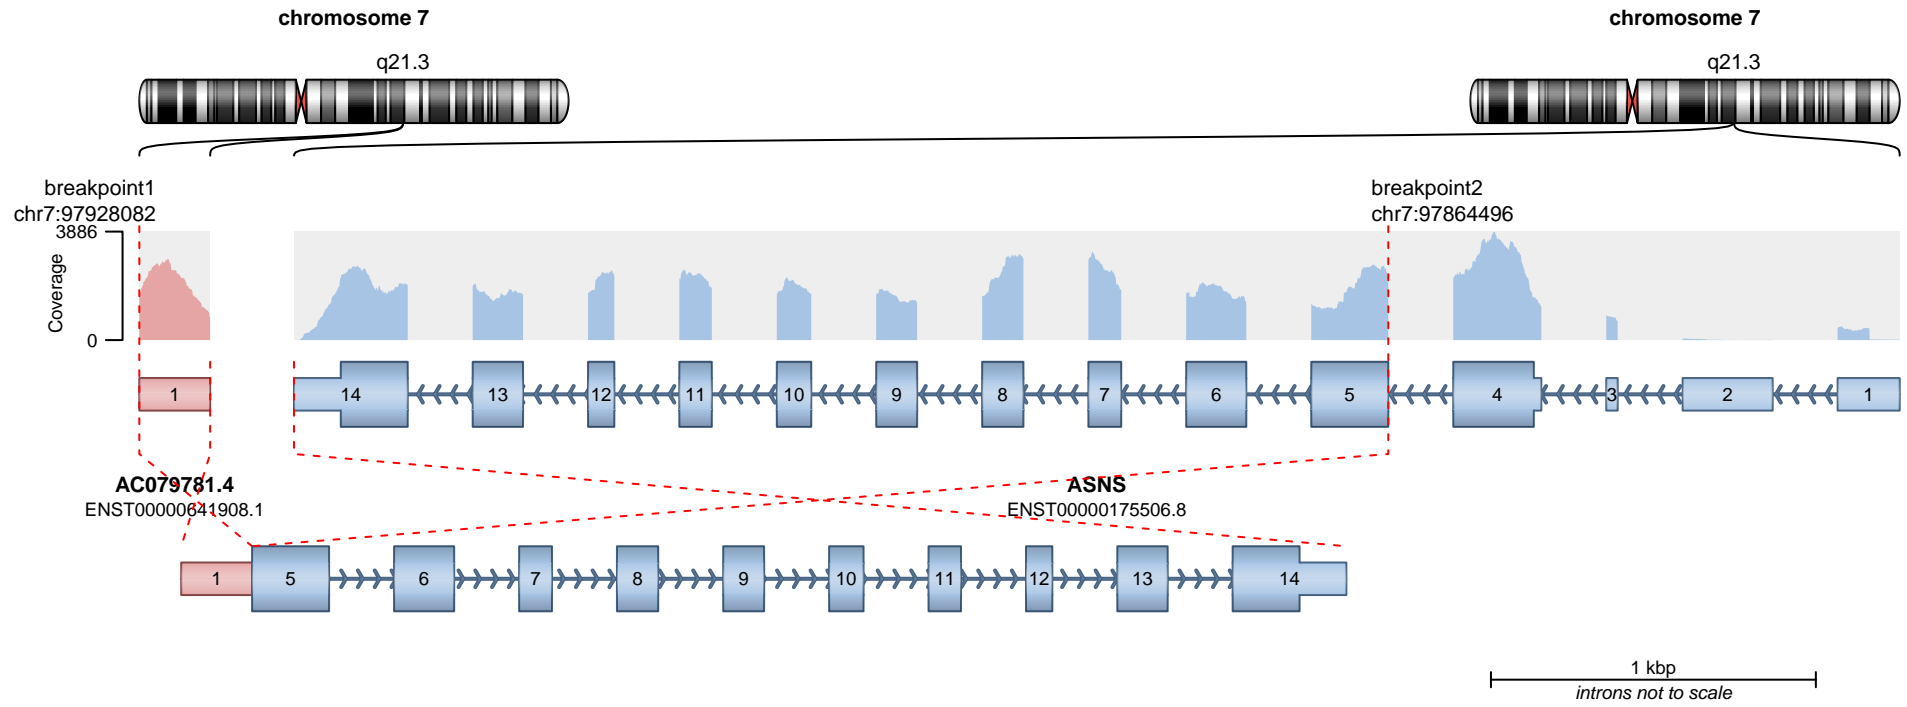 chromosome 7
chromosome 7
q21.3
q21.3
breakpoint1
chr7:97928082
breakpoint2
chr7:97864496
3886
Coverage
0
1 14 13 12 11 10 9 8 7 6 5 4 3 2 1
AC079781.4
ENST00000641908.1
ASNS
ENST00000175506.8
1 5 6 7 8 9 10 11 12 13 14
1 kbp
introns not to scale